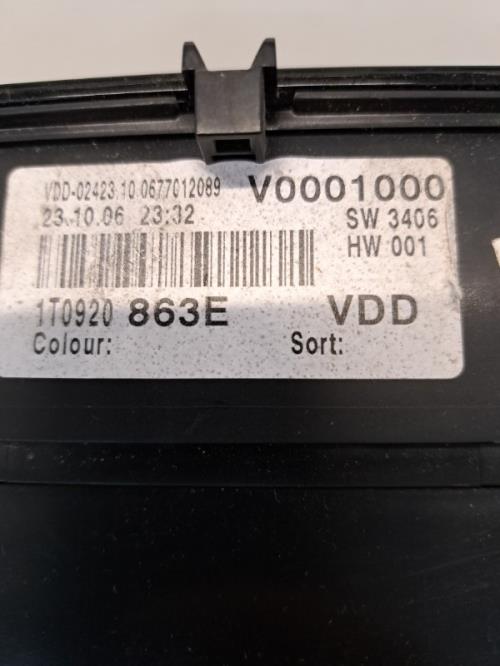 VDD-02423.10.0677012089 V0001000
23.10.06 23:32 SW 3406
HW 001
1T0920 863E VDD
Colour: Sort: